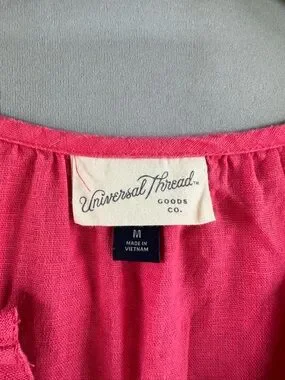 Universal Thread™
GOODS
CO.
M
MADE IN
VIETNAM